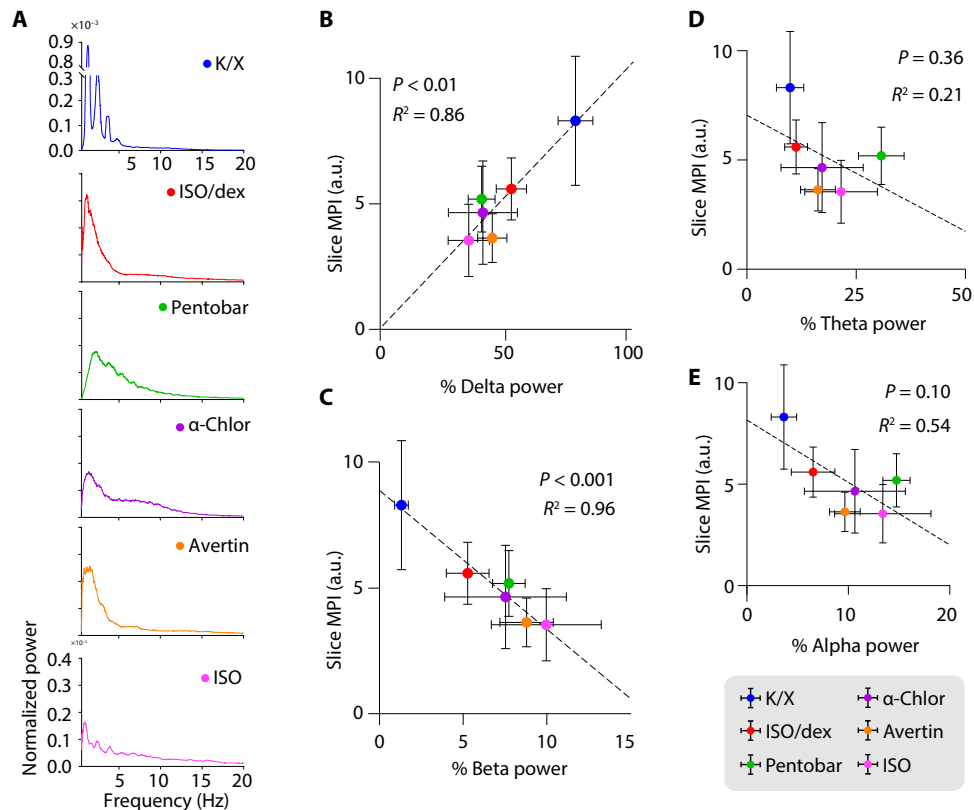 A
×10⁻³
0.9
0.8
0.3
0.2
0.1
0.0
K/X
5 10 15 20
ISO/dex
Pentobar
α-Chlor
Avertin
ISO
0.4
0.3
0.2
0.1
0.0
5 10 15 20
Normalized power
Frequency (Hz)
B
P < 0.01
R² = 0.86
10
5
0
0 50 100
Slice MPI (a.u.)
% Delta power
C
P < 0.001
R² = 0.96
10
5
0
0 5 10 15
Slice MPI (a.u.)
% Beta power
D
P = 0.36
R² = 0.21
10
5
0
0 25 50
Slice MPI (a.u.)
% Theta power
E
P = 0.10
R² = 0.54
10
5
0
0 10 20
Slice MPI (a.u.)
% Alpha power
K/X α-Chlor
ISO/dex Avertin
Pentobar ISO